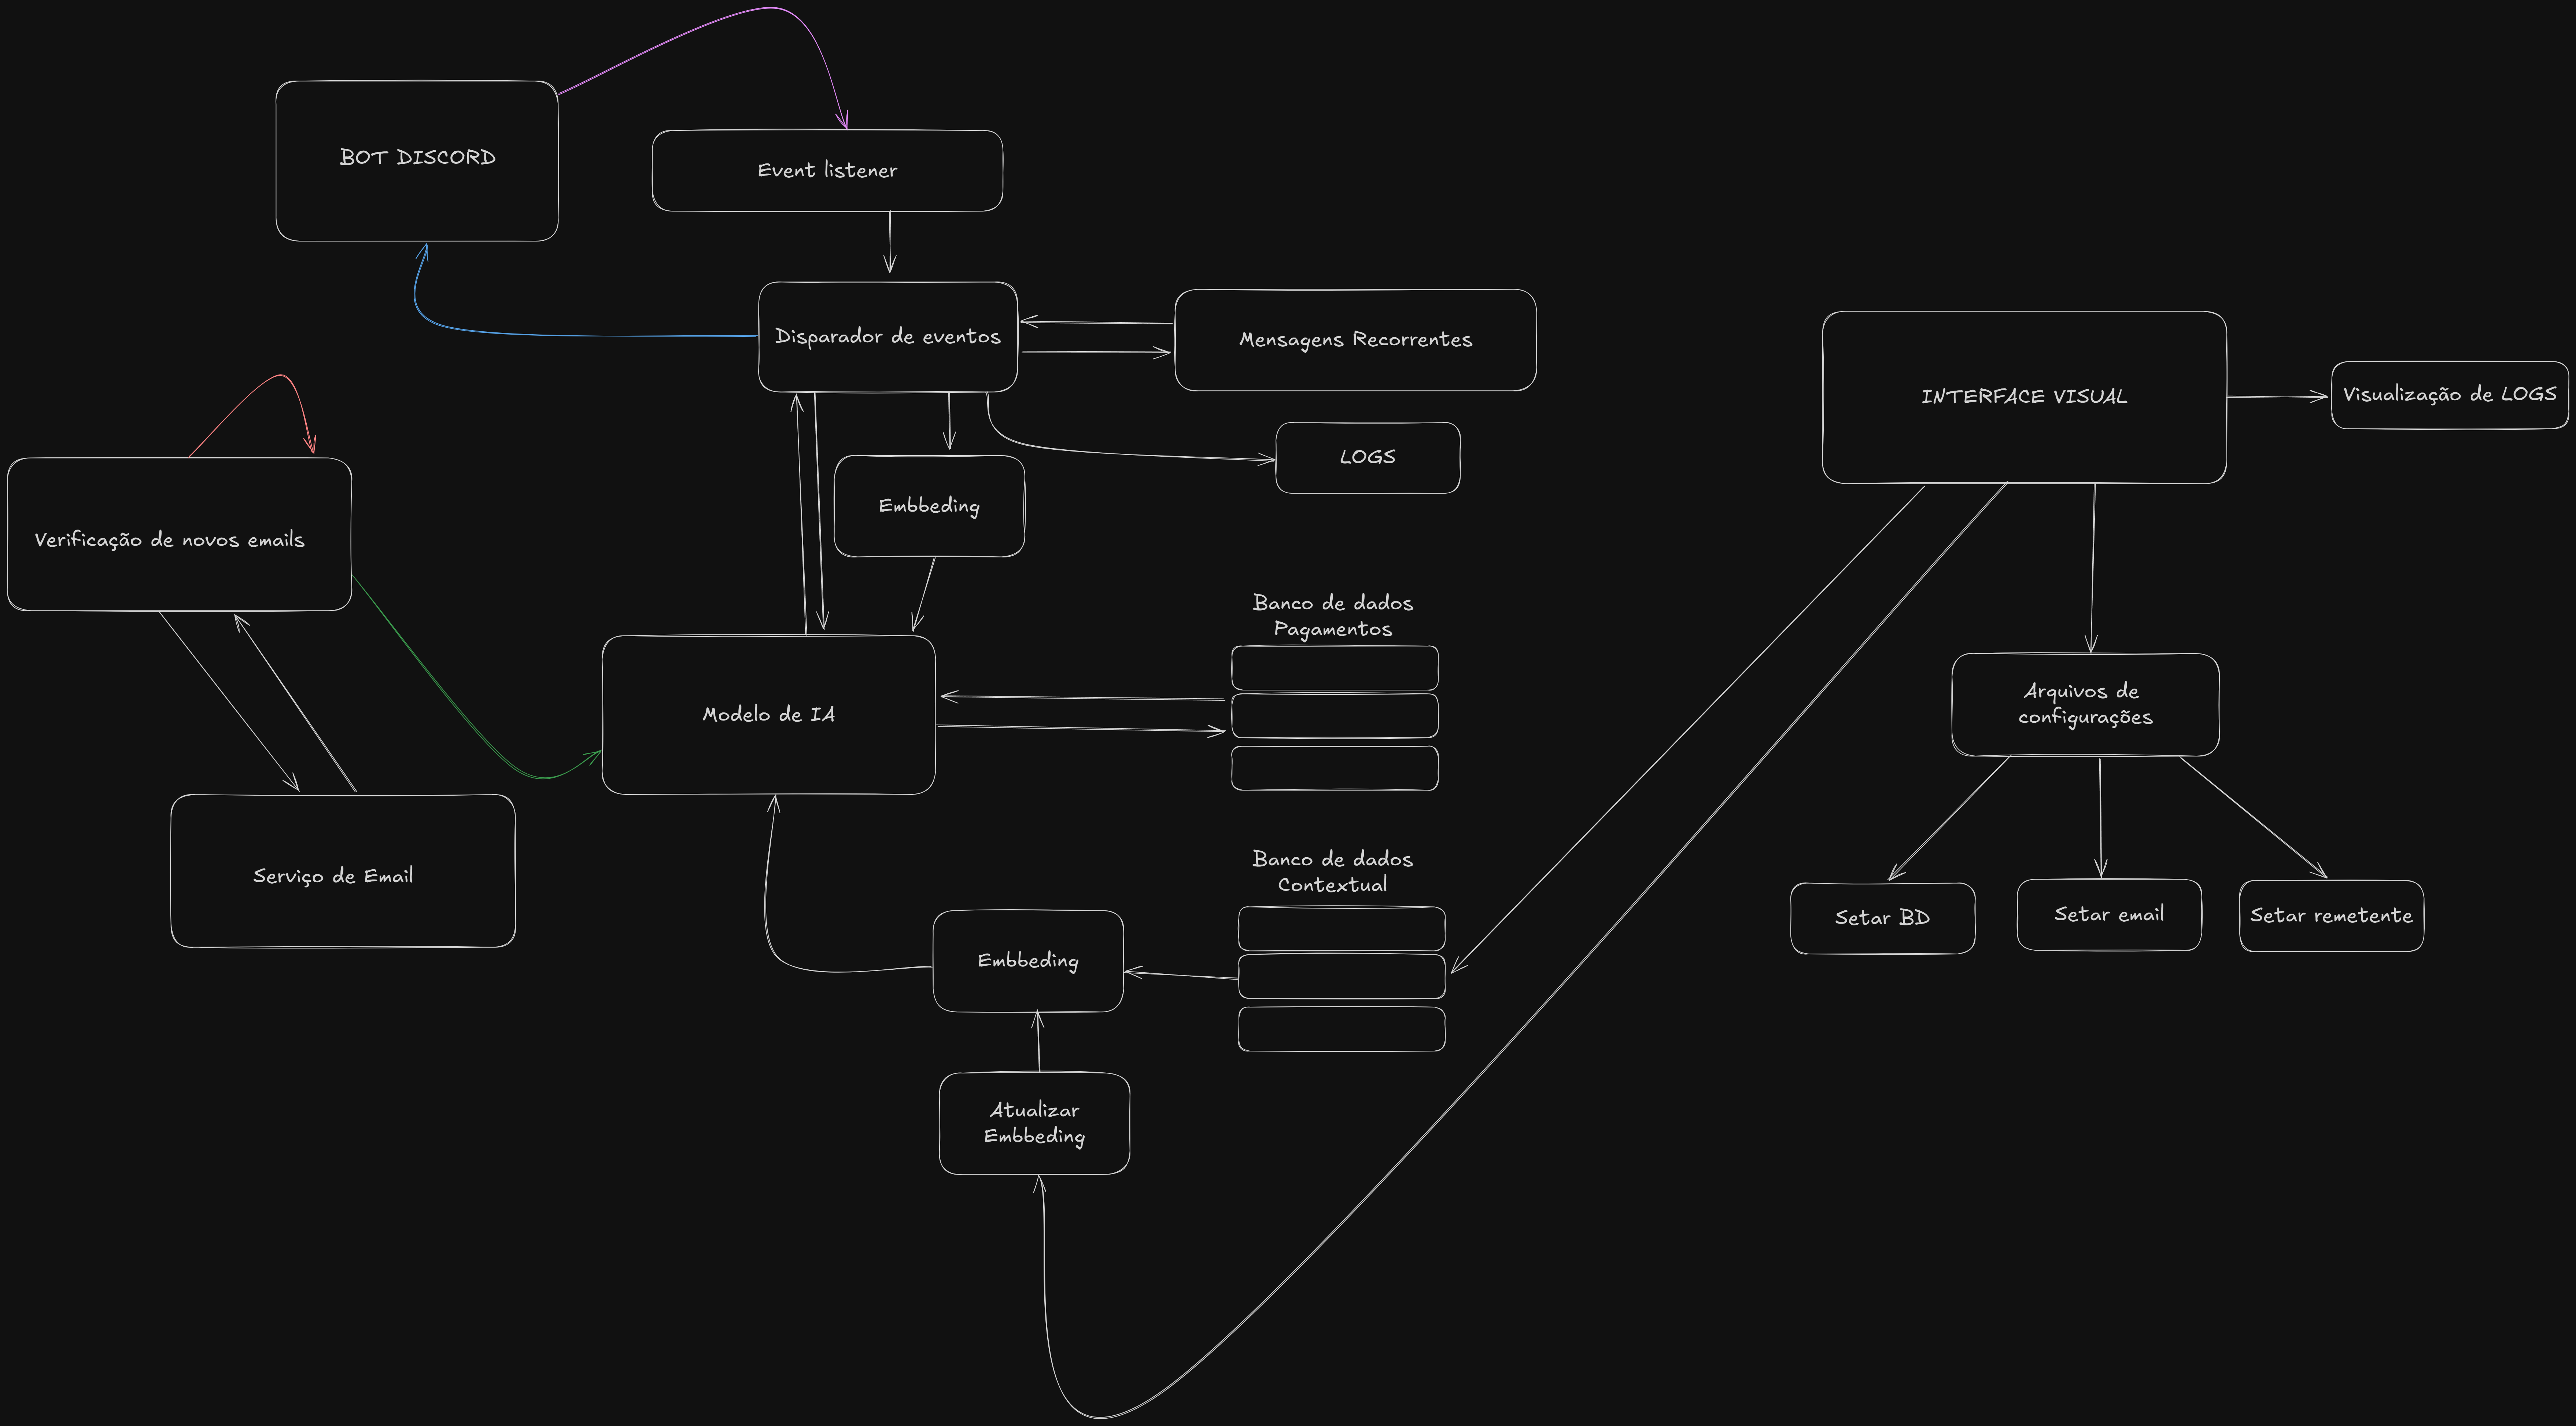 BOT DISCORD
Event listener
Disparador de eventos
Mensagens Recorrentes
INTERFACE VISUAL
Visualização de LOGS
LOGS
Embbeding
Verificação de novos emails
Banco de dados
Pagamentos
Modelo de IA
Arquivos de
configurações
Serviço de Email
Banco de dados
Contextual
Setar BD
Setar email
Setar remetente
Embbeding
Atualizar
Embbeding